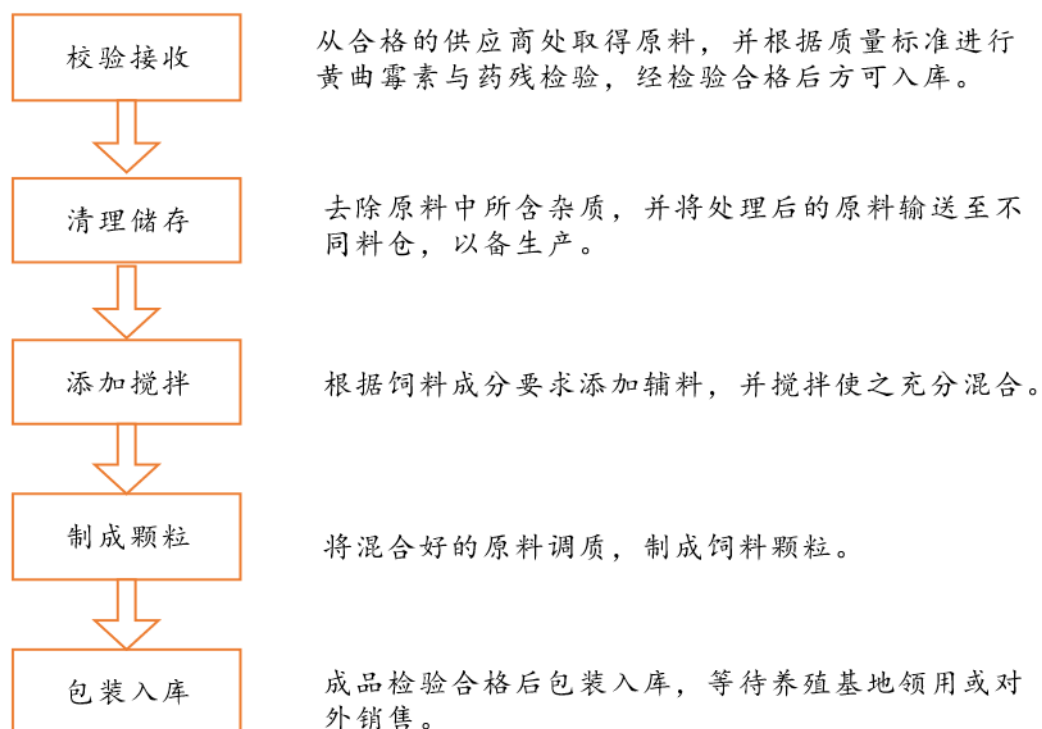 校验接收
从合格的供应商处取得原料，并根据质量标准进行
黄曲霉素与药残检验，经检验合格后方可入库。
清理储存
去除原料中所含杂质，并将处理后的原料输送至不
同料仓，以备生产。
添加搅拌
根据饲料成分要求添加辅料，并搅拌使之充分混合。
制成颗粒
将混合好的原料调质，制成饲料颗粒。
包装入库
成品检验合格后包装入库，等待养殖基地领用或对
外销售。